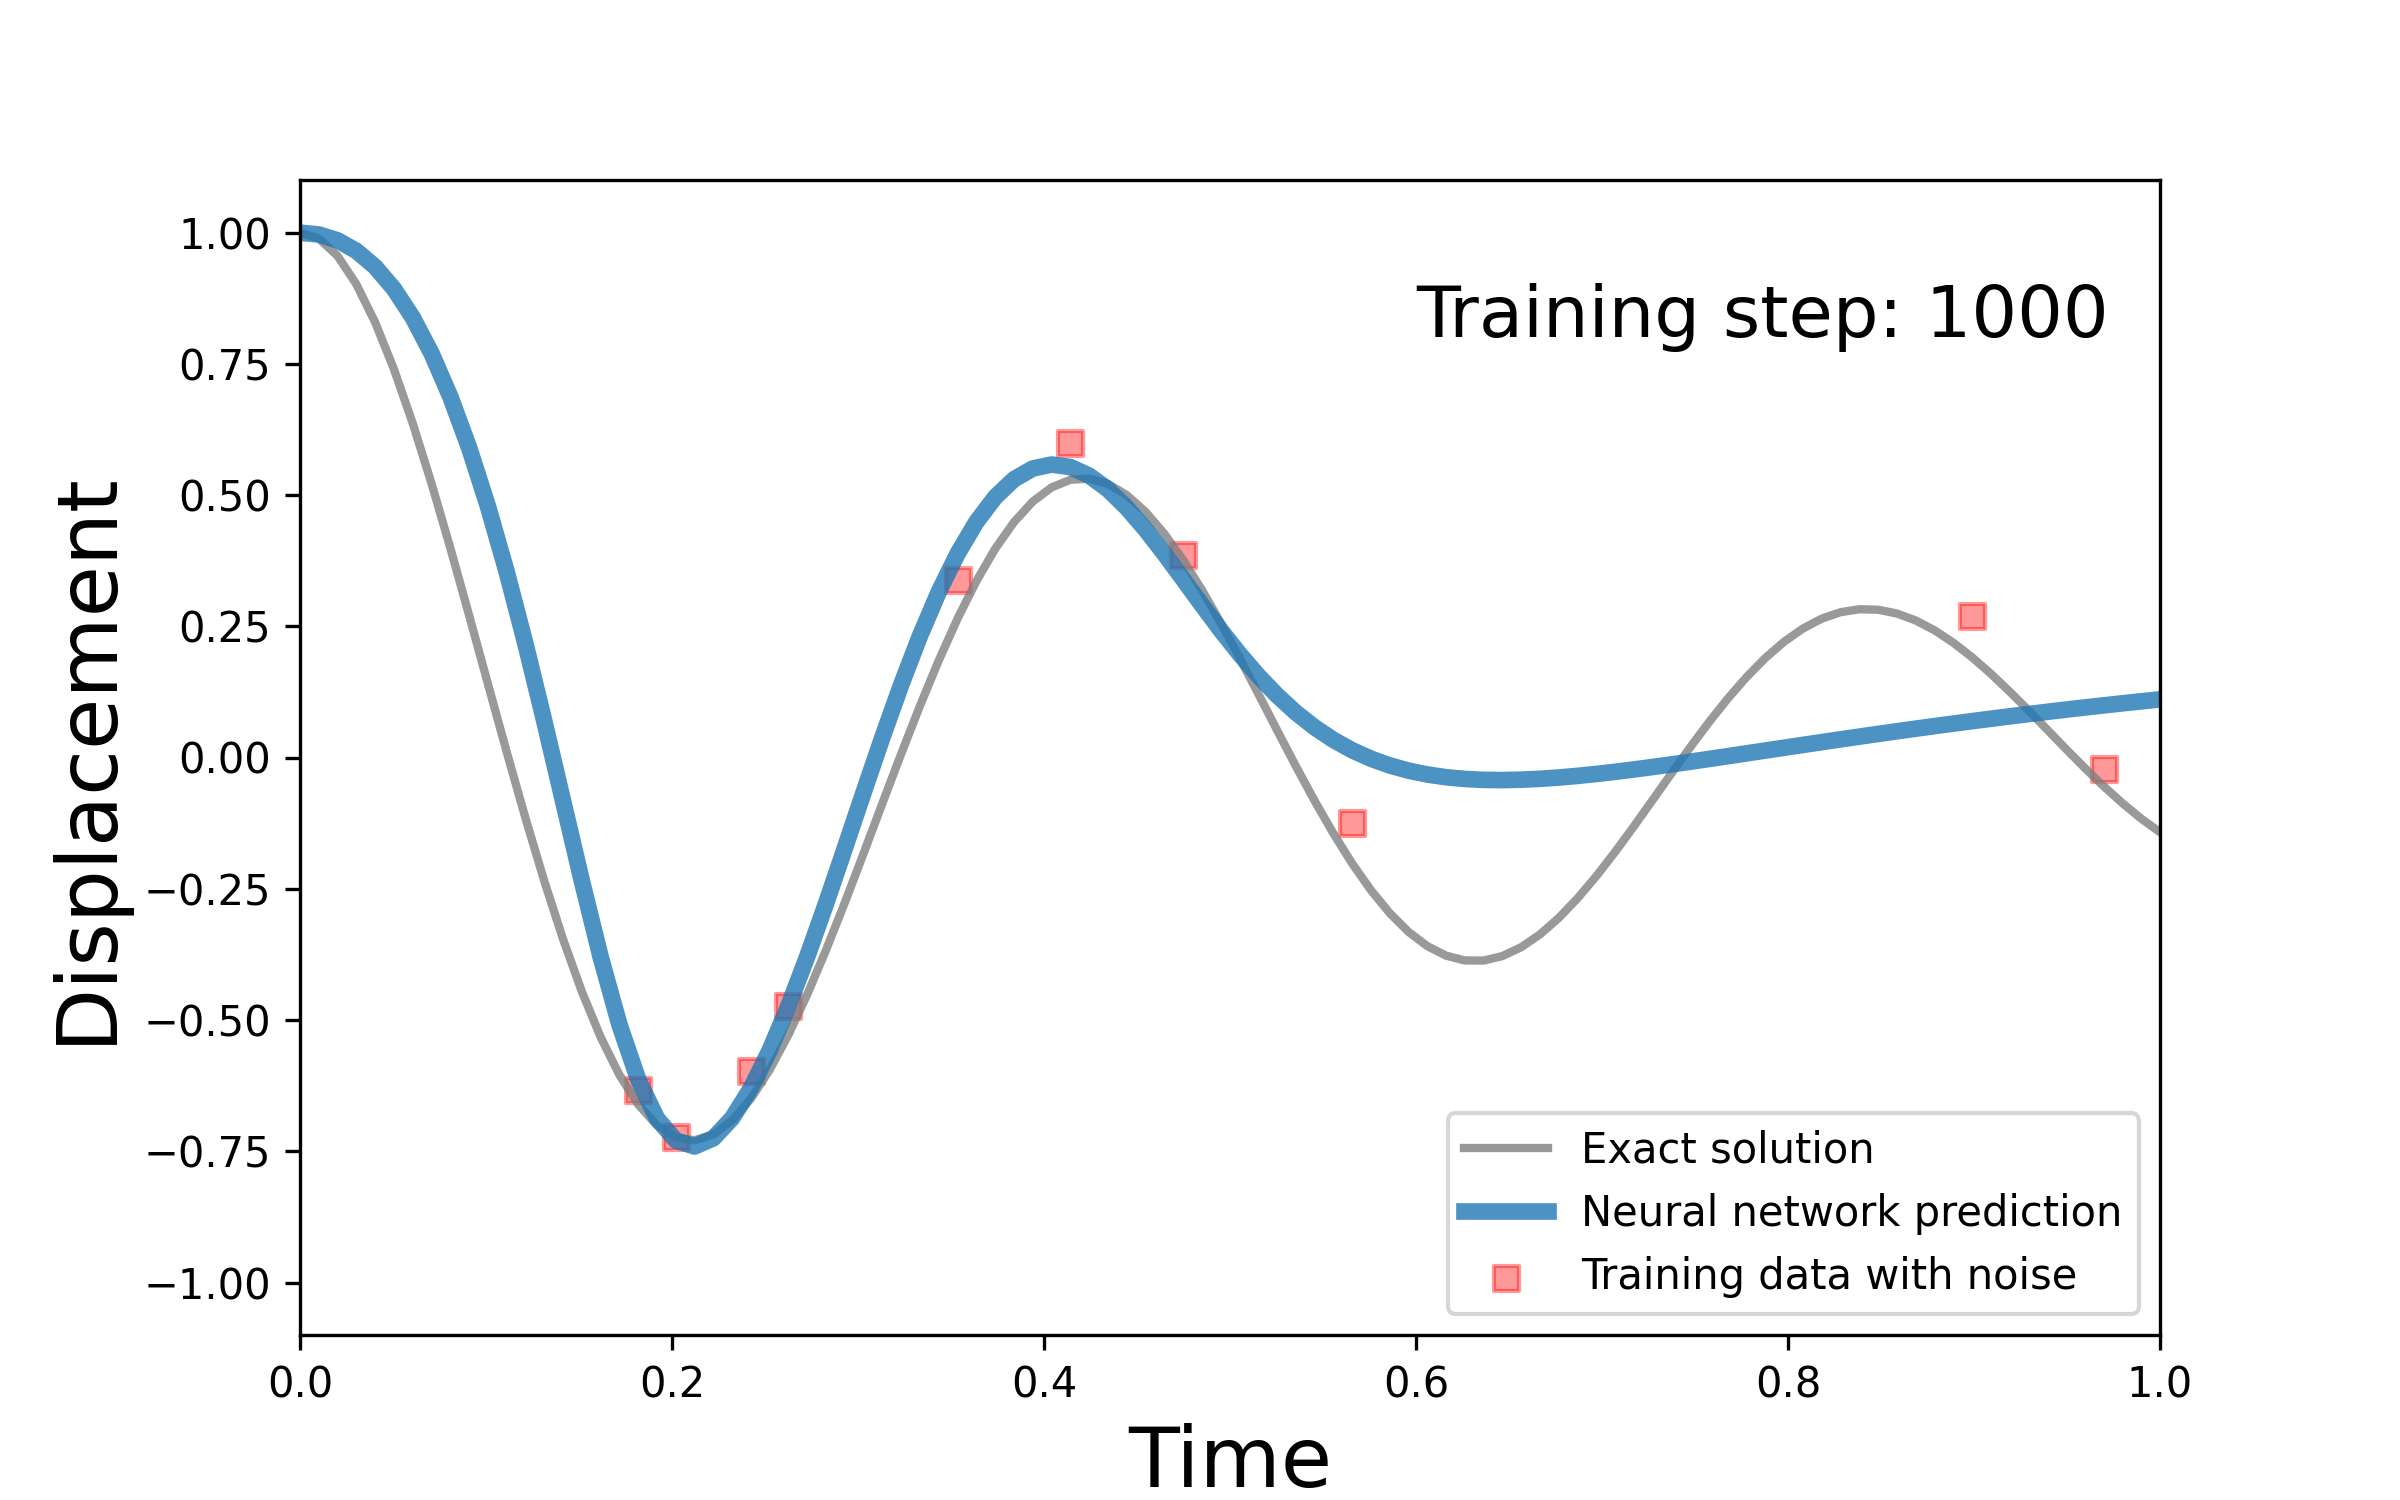 Training step: 1000
Displacement
1.00
0.75
0.50
0.25
0.00
−0.25
−0.50
−0.75
−1.00
Exact solution
Neural network prediction
Training data with noise
0.0 0.2 0.4 0.6 0.8 1.0
Time